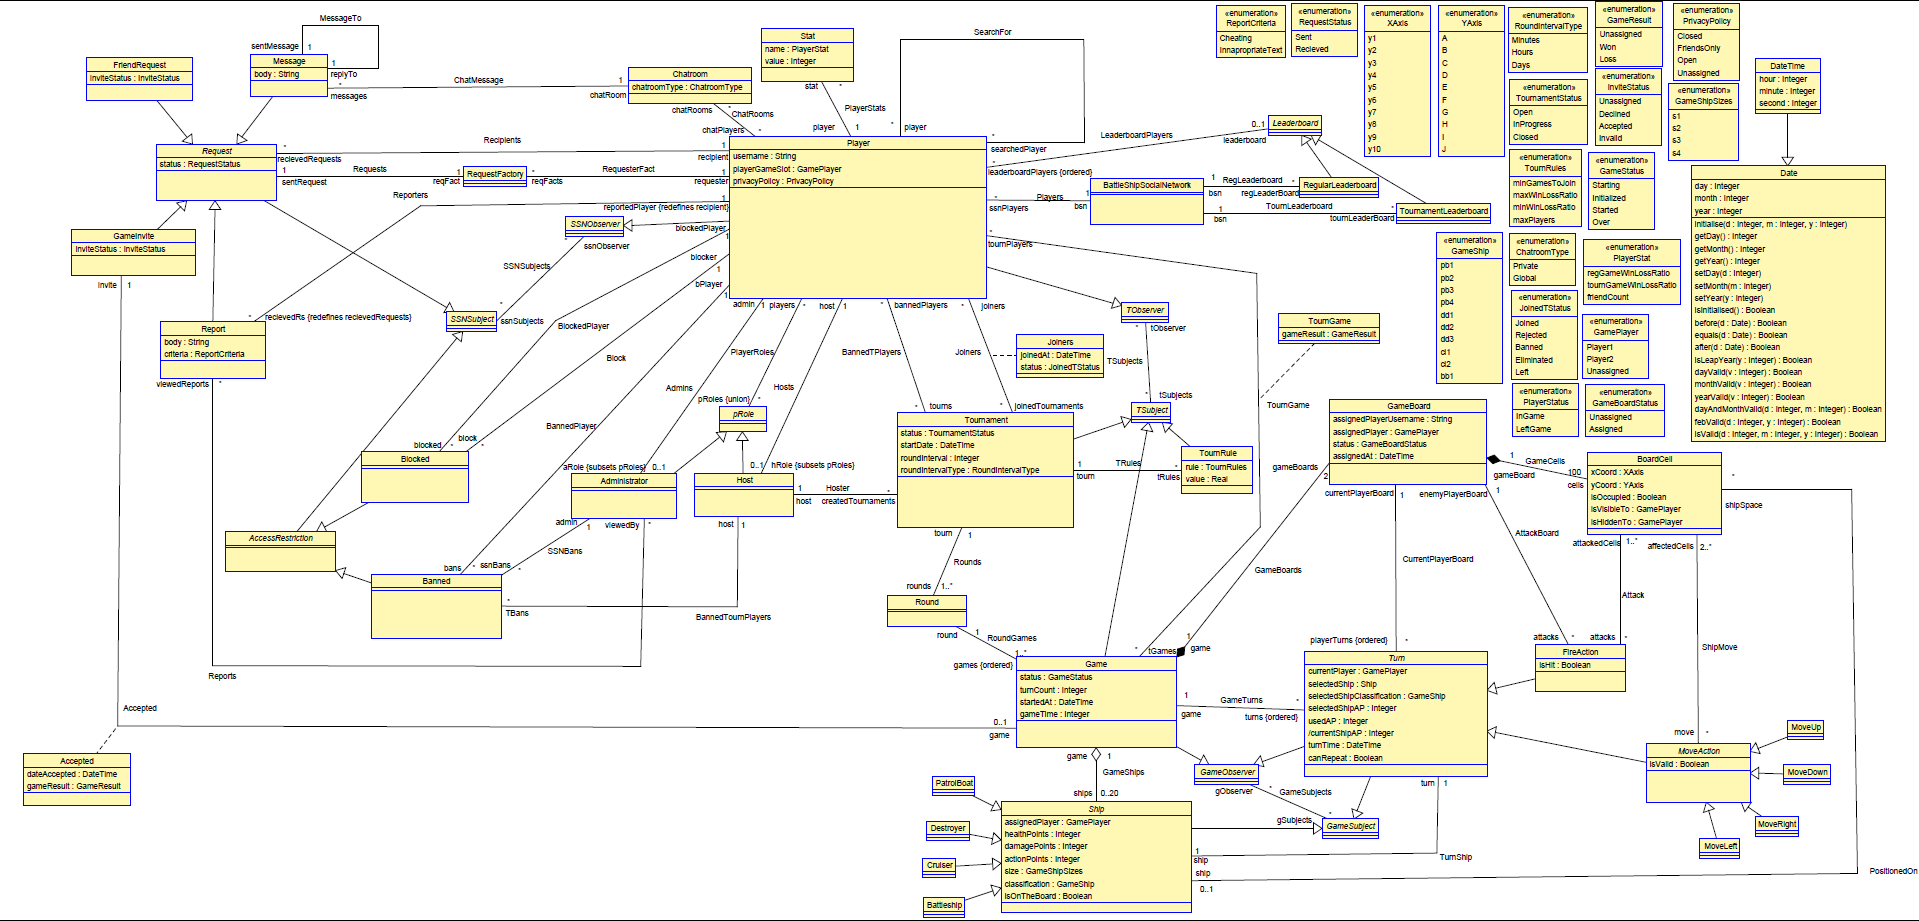 MessageTo
sentMessage
1
Message
body : String
1
replyTo
messages
FriendRequest
InviteStatus : InviteStatus
ChatMessage
1
chatRoom
Chatroom
chatroomType : ChatroomType
chatRooms
*
ChatRooms
chatPlayers
*
Stat
name : PlayerStat
value : Integer
stat
*
PlayerStats
player
1
SearchFor
*
player
*
searchedPlayer
Request
status : RequestStatus
*
recievedRequests
Recipients
1
recipient
1
sentRequest
Requests
1
reqFact
RequestFactory
*
reqFacts
RequesterFact
1
requester
Reporters
1
reportedPlayer {redefines recipient}
Player
username : String
playerGameSlot : GamePlayer
privacyPolicy : PrivacyPolicy
LeaderboardPlayers
0..1
leaderboard
Leaderboard
*
leaderboardPlayers {ordered}
*
ssnPlayers
Players
1
bsn
BattleShipSocialNetwork
1
bsn
RegLeaderboard
*
regLeaderBoard
RegularLeaderboard
1
bsn
TournLeaderboard
*
tournLeaderBoard
TournamentLeaderboard
GameInvite
InviteStatus : InviteStatus
Invite
1
SSNObserver
*
ssnObserver
SSNSubjects
*
ssnSubjects
SSNSubject
blockedPlayer
1
blocker
1
bPlayer
1
*
tournPlayers
Report
body : String
criteria : ReportCriteria
*
recievedRs {redefines recievedRequests}
viewedReports
*
BlockedPlayer
Block
BannedPlayer
admin
1
players
*
host
1
*
bannedPlayers
*
joiners
PlayerRoles
Admins
Hosts
BannedTPlayers
Joiners
Joiners
joinedAt : DateTime
status : JoinedTStatus
TObserver
*
tObserver
TSubjects
*
tSubjects
TSubject
TournGame
gameResult : GameResult
TournGame
pRoles {union}
*
pRole
blocked
*
block
*
Blocked
AccessRestriction
aRole {subsets pRoles}
0..1
Administrator
admin
1
viewedBy
*
0..1
hRole {subsets pRoles}
Host
1
host
Hoster
*
createdTournaments
host
1
tourns
*
*
joinedTournaments
Tournament
status : TournamentStatus
startDate : DateTime
roundInterval : Integer
roundIntervalType : RoundIntervalType
1
tourn
TRules
*
tRules
TournRule
rule : TournRules
value : Real
SSNBans
bans
*
ssnBans
*
Banned
*
TBans
BannedTournPlayers
Reports
tourn
1
Rounds
rounds
1..*
Round
round
1
RoundGames
1..*
games {ordered}
Game
status : GameStatus
turnCount : Integer
startedAt : DateTime
gameTime : Integer
*
tGames
1
game
GameBoards
gameBoards
2
GameBoard
assignedPlayerUsername : String
assignedPlayer : GamePlayer
status : GameBoardStatus
assignedAt : DateTime
1
gameBoard
GameCells
100
cells
BoardCell
xCoord : XAxis
yCoord : YAxis
isOccupied : Boolean
isVisibleTo : GamePlayer
isHiddenTo : GamePlayer
*
shipSpace
currentPlayerBoard
1
enemyPlayerBoard
1
AttackBoard
CurrentPlayerBoard
attackedCells
1..*
affectedCells
2..*
Attack
ShipMove
playerTurns {ordered}
*
attacks
*
attacks
*
FireAction
isHit : Boolean
Turn
currentPlayer : GamePlayer
selectedShip : Ship
selectedShipClassification : GameShip
selectedShipAP : Integer
usedAP : Integer
/currentShipAP : Integer
turnTime : DateTime
canRepeat : Boolean
1
game
GameTurns
*
turns {ordered}
move
*
MoveAction
isValid : Boolean
MoveUp
MoveDown
MoveRight
MoveLeft
Accepted
0..1
game
Accepted
dateAccepted : DateTime
gameResult : GameResult
game
1
GameShips
ships
0..20
GameObserver
gObserver
*
GameSubjects
gSubjects
*
GameSubject
turn
1
TurnShip
1
ship
ship
0..1
PositionedOn
PatrolBoat
Destroyer
Cruiser
Battleship
Ship
assignedPlayer : GamePlayer
healthPoints : Integer
damagePoints : Integer
actionPoints : Integer
size : GameShipSizes
classification : GameShip
isOnTheBoard : Boolean
«enumeration»
ReportCriteria
Cheating
InnapropriateText
«enumeration»
RequestStatus
Sent
Recieved
«enumeration»
XAxis
y1
y2
y3
y4
y5
y6
y7
y8
y9
y10
«enumeration»
YAxis
A
B
C
D
E
F
G
H
I
J
«enumeration»
RoundIntervalType
Minutes
Hours
Days
«enumeration»
GameResult
Unassigned
Won
Loss
«enumeration»
PrivacyPolicy
Closed
FriendsOnly
Open
Unassigned
«enumeration»
TournamentStatus
Open
InProgress
Closed
«enumeration»
InviteStatus
Unassigned
Declined
Accepted
Invalid
«enumeration»
GameShipSizes
s1
s2
s3
s4
DateTime
hour : Integer
minute : Integer
second : Integer
«enumeration»
TournRules
minGamesToJoin
maxWinLossRatio
minWinLossRatio
maxPlayers
«enumeration»
GameStatus
Starting
Initialized
Started
Over
«enumeration»
GameShip
pb1
pb2
pb3
pb4
dd1
dd2
dd3
cl1
cl2
bb1
«enumeration»
ChatroomType
Private
Global
«enumeration»
PlayerStat
regGameWinLossRatio
tournGameWinLossRatio
friendCount
«enumeration»
JoinedTStatus
Joined
Rejected
Banned
Eliminated
Left
«enumeration»
GamePlayer
Player1
Player2
Unassigned
«enumeration»
PlayerStatus
InGame
LeftGame
«enumeration»
GameBoardStatus
Unassigned
Assigned
Date
day : Integer
month : Integer
year : Integer
initialise(d : Integer, m : Integer, y : Integer)
getDay() : Integer
getMonth() : Integer
getYear() : Integer
setDay(d : Integer)
setMonth(m : Integer)
setYear(y : Integer)
isInitialised() : Boolean
before(d : Date) : Boolean
equals(d : Date) : Boolean
after(d : Date) : Boolean
isLeapYear(y : Integer) : Boolean
dayValid(v : Integer) : Boolean
monthValid(v : Integer) : Boolean
yearValid(v : Integer) : Boolean
dayAndMonthValid(d : Integer, m : Integer) : Boolean
febValid(d : Integer, y : Integer) : Boolean
isValid(d : Integer, m : Integer, y : Integer) : Boolean